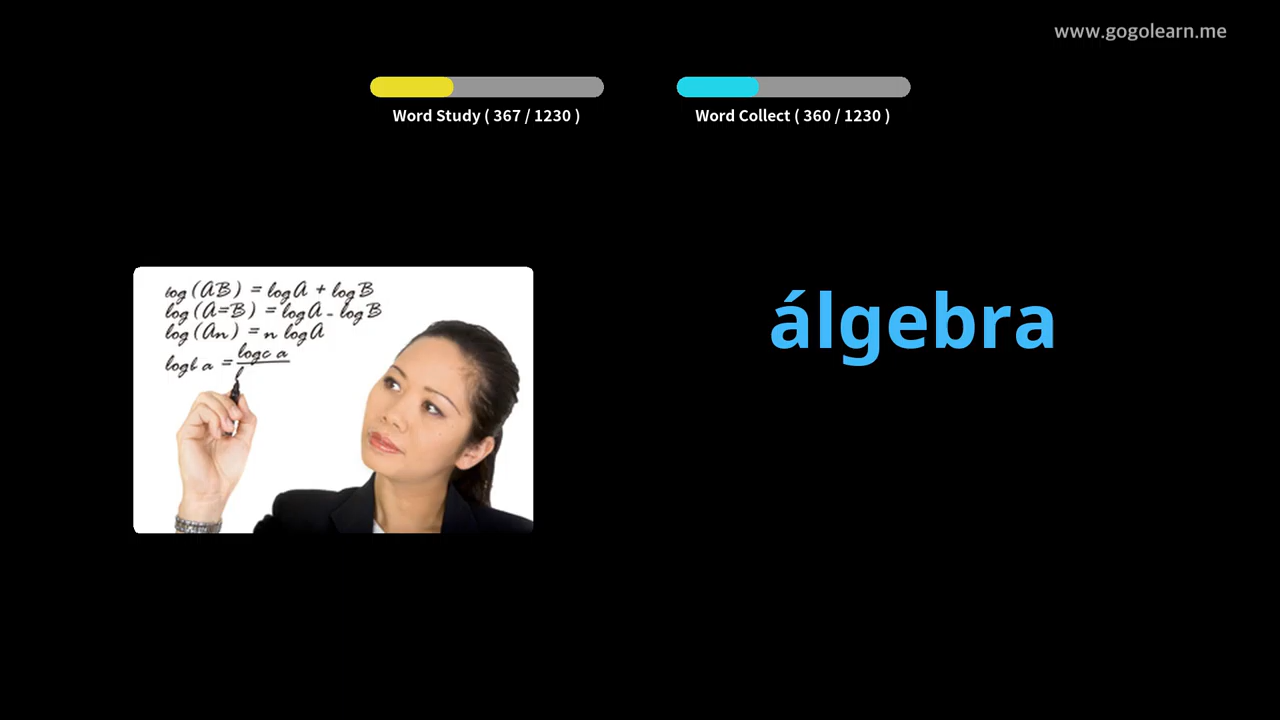 www.gogolearn.me
Word Study ( 367 / 1230 )
Word Collect ( 360 / 1230 )
log (AB) = log A + log B
log (A=B) = log A - log B
log (An) = n log A
logb a = logc a
álgebra